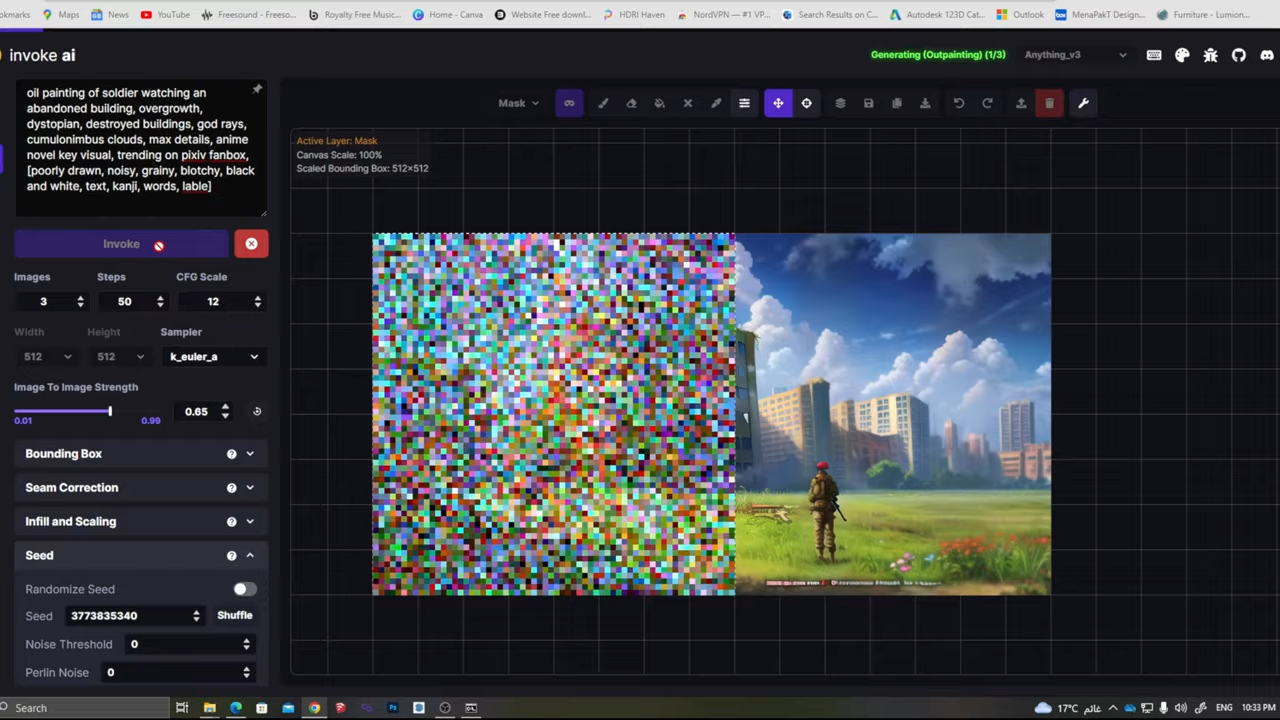 okmarks
Maps
News
YouTube
Freesound - Freeso...
Royalty Free Music...
Home - Canva
Website Free downl...
HDRI Haven
NordVPN — #1 VP...
Search Results on C...
Autodesk 123D Cat...
Outlook
box
MenaPakT Design...
Furniture - Lumion...
invoke ai
Generating (Outpainting) (1/3)
Anything_v3
oil painting of soldier watching an
abandoned building, overgrowth,
dystopian, destroyed buildings, god rays,
cumulonimbus clouds, max details, anime
novel key visual, trending on pixiv fanbox,
[poorly drawn, noisy, grainy, blotchy, black
and white, text, kanji, words, lable]
Mask
Active Layer: Mask
Canvas Scale: 100%
Scaled Bounding Box: 512×512
Invoke
Images
Steps
CFG Scale
3
50
12
Width
Height
Sampler
512
512
k_euler_a
Image To Image Strength
0.65
0.01
0.99
Bounding Box
Seam Correction
Infill and Scaling
Seed
Randomize Seed
Seed
3773835340
Shuffle
Noise Threshold
0
Perlin Noise
0
Search
Ps
17°C
غائم
ENG
10:33 PM